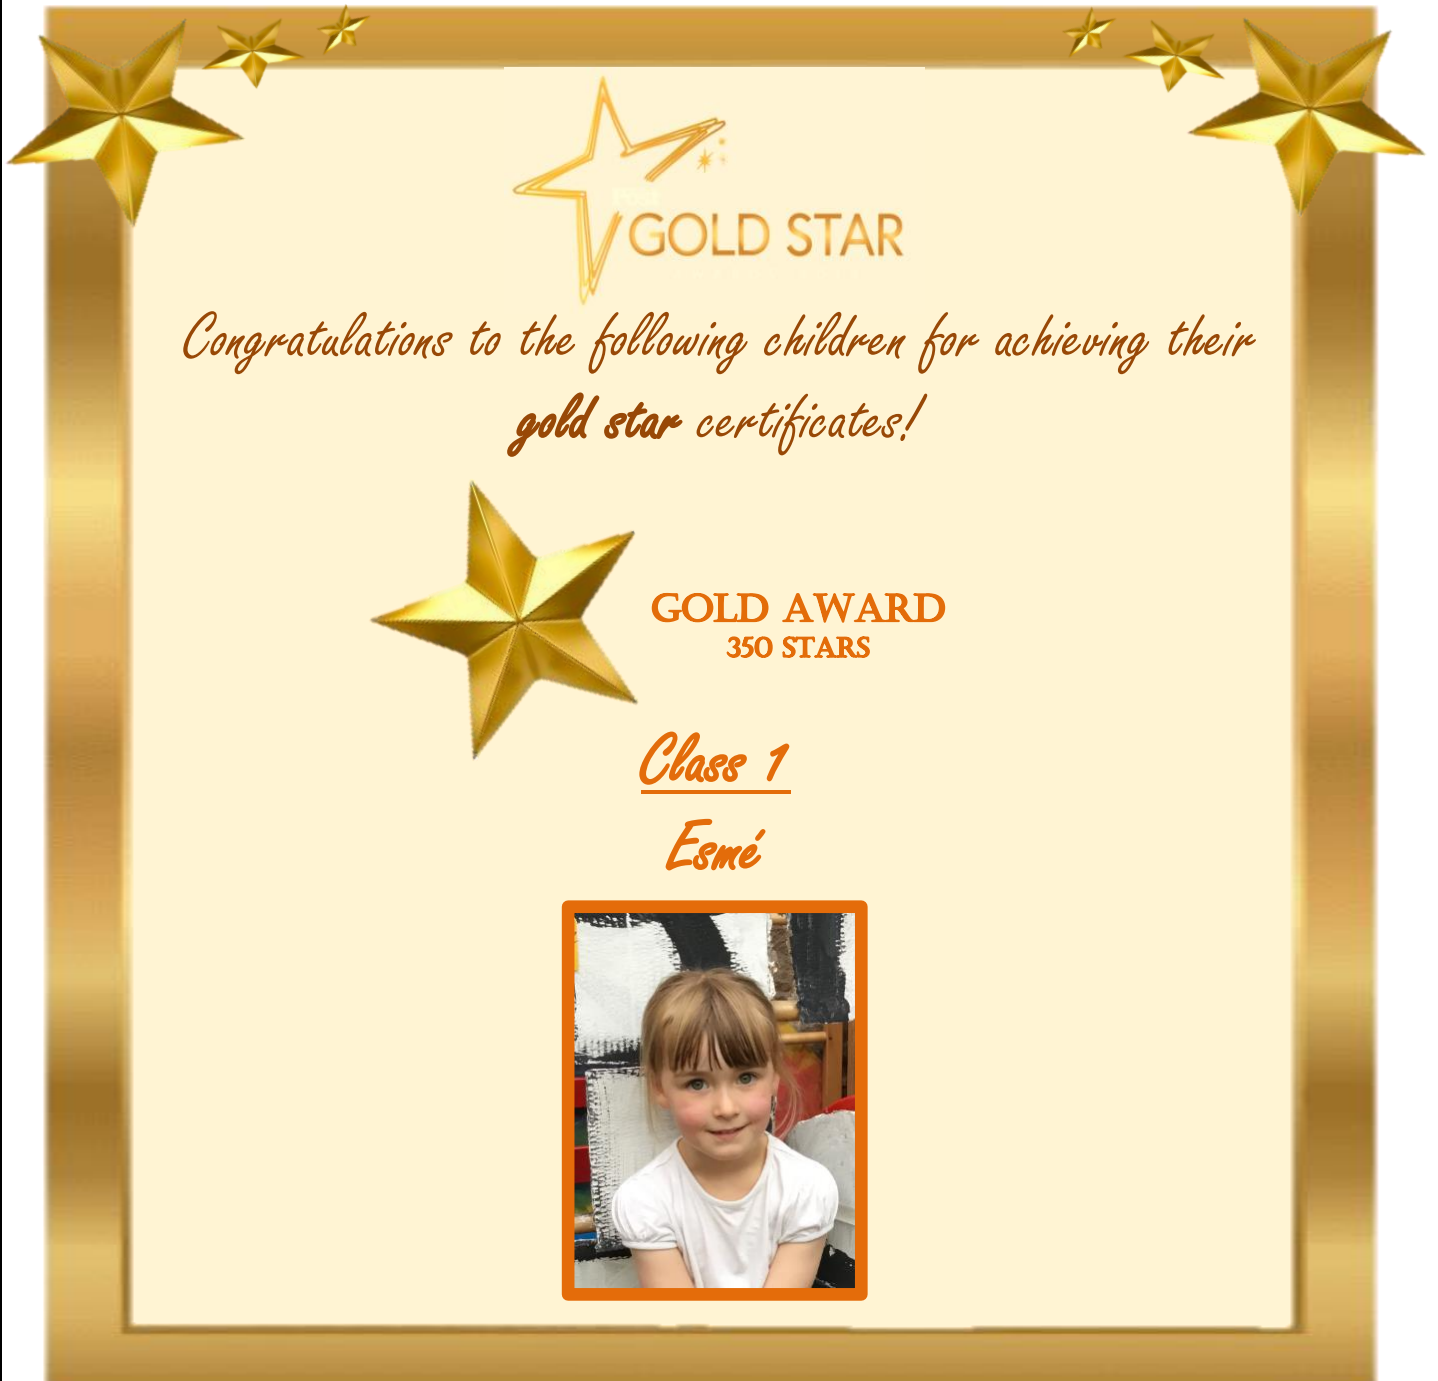 GOLD STAR
Congratulations to the following children for achieving their
gold star certificates!
GOLD AWARD
350 STARS
Class 1
Esmé